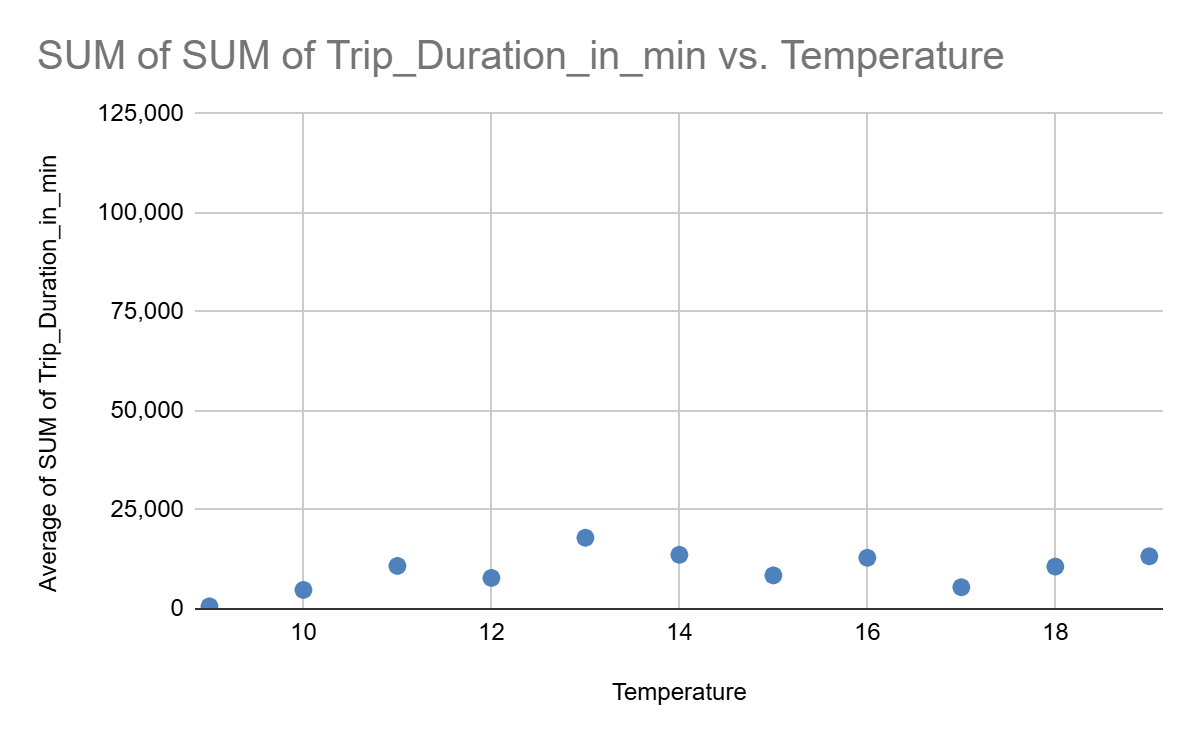 SUM of SUM of Trip_Duration_in_min vs. Temperature
Average of SUM of Trip_Duration_in_min
125,000
100,000
75,000
50,000
25,000
0
10 12 14 16 18
Temperature